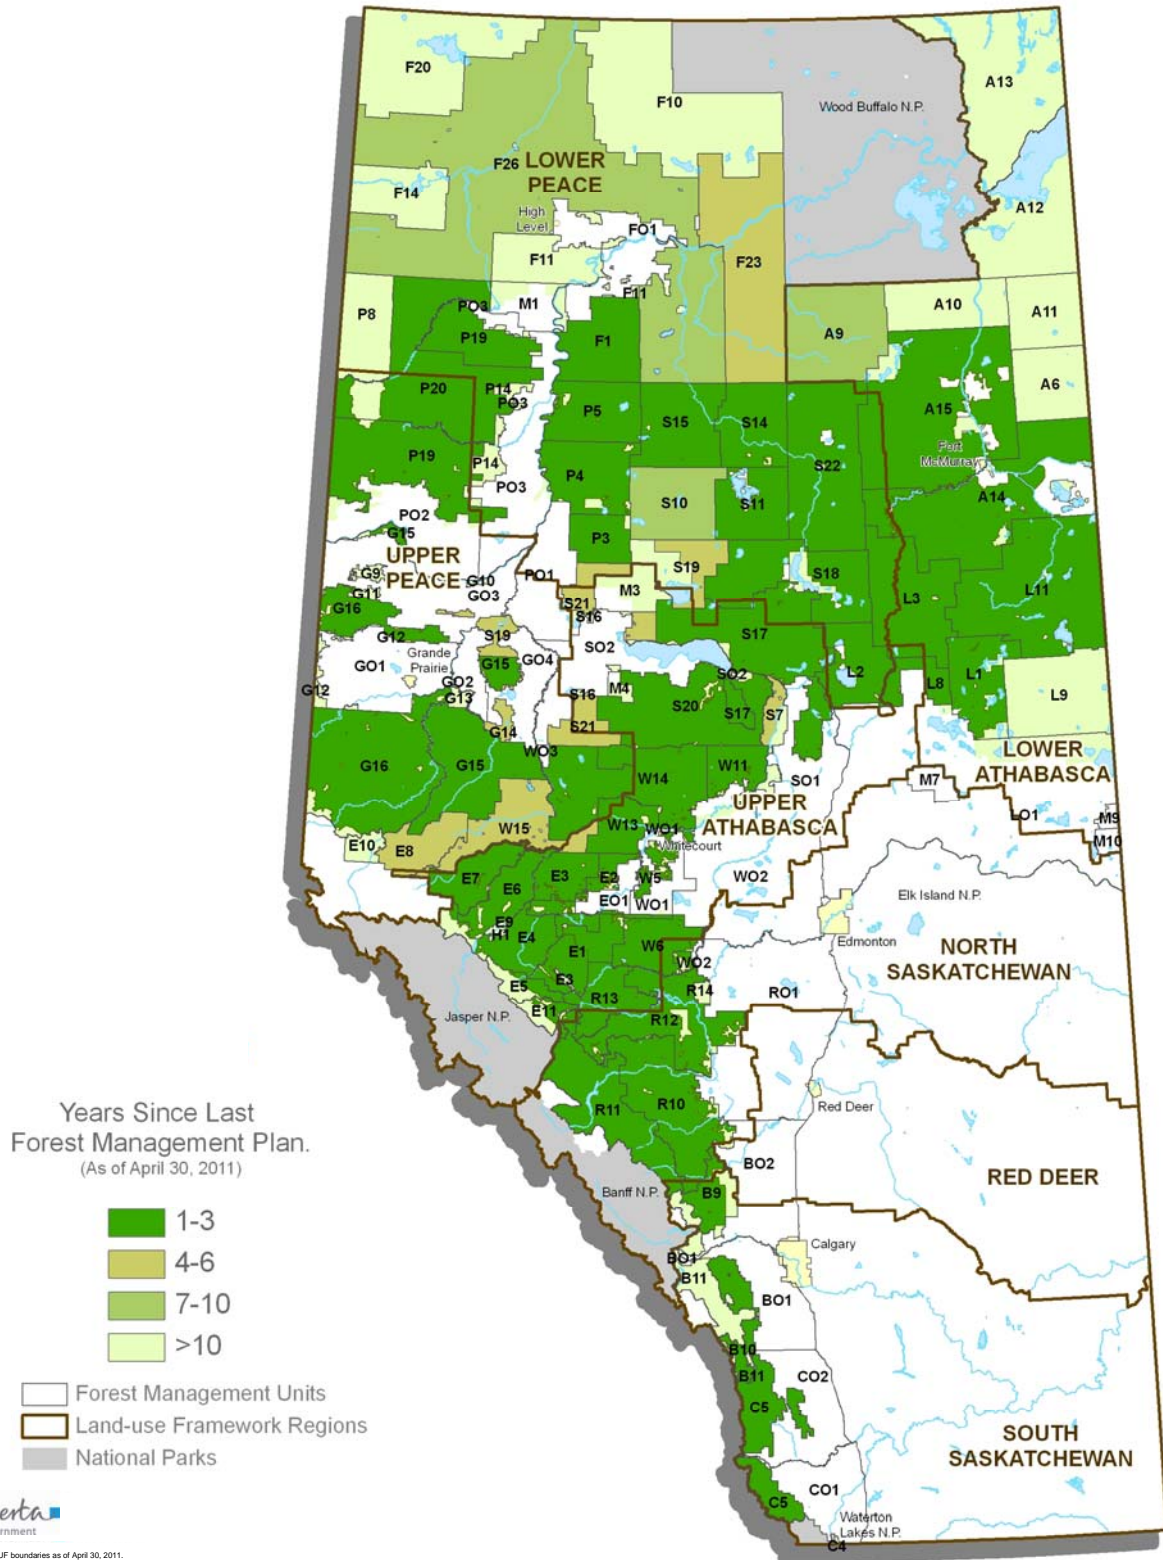 F20
F10
A13
Wood Buffalo N.P.
F26
LOWER
PEACE
F14
A12
High
Level
FO1
F11
F23
F11
PO3
M1
P8
P19
F1
A9
A10
A11
A6
P20
P14
PO3
P5
S15
S14
A15
Fort
McMurray
P19
P14
PO3
P4
S22
S10
S11
A14
PO2
G15
P3
UPPER
PEACE
G9
G10
GO3
G11
PO1
S19
S18
G16
M3
L3
L11
S21
S16
G12
S19
SO2
S17
Grande
Prairie
GO1
G15
GO4
SO2
L2
L8
L1
G12
GO2
G13
S16
M4
S20
S17
S7
L9
G14
S21
WO3
LOWER
ATHABASCA
G16
G15
W14
W11
SO1
M7
UPPER
ATHABASCA
LO1
M9
M10
W15
W13
WO1
Whitecourt
E10
E8
E7
E6
E3
E2
W5
WO2
EO1
WO1
Elk Island N.P.
E9
H1
E4
E1
W6
Edmonton
NORTH
SASKATCHEWAN
WO2
E5
E3
R13
R14
RO1
E11
R12
Jasper N.P.
R11
R10
Red Deer
BO2
RED DEER
Banff N.P.
B9
BO1
Calgary
B11
BO1
B10
B11
CO2
C5
SOUTH
SASKATCHEWAN
C5
CO1
Waterton
Lakes N.P.
C4
Years Since Last
Forest Management Plan.
(As of April 30, 2011)
1-3
4-6
7-10
>10
Forest Management Units
Land-use Framework Regions
National Parks
erta
rnment
UF boundaries as of April 30, 2011.